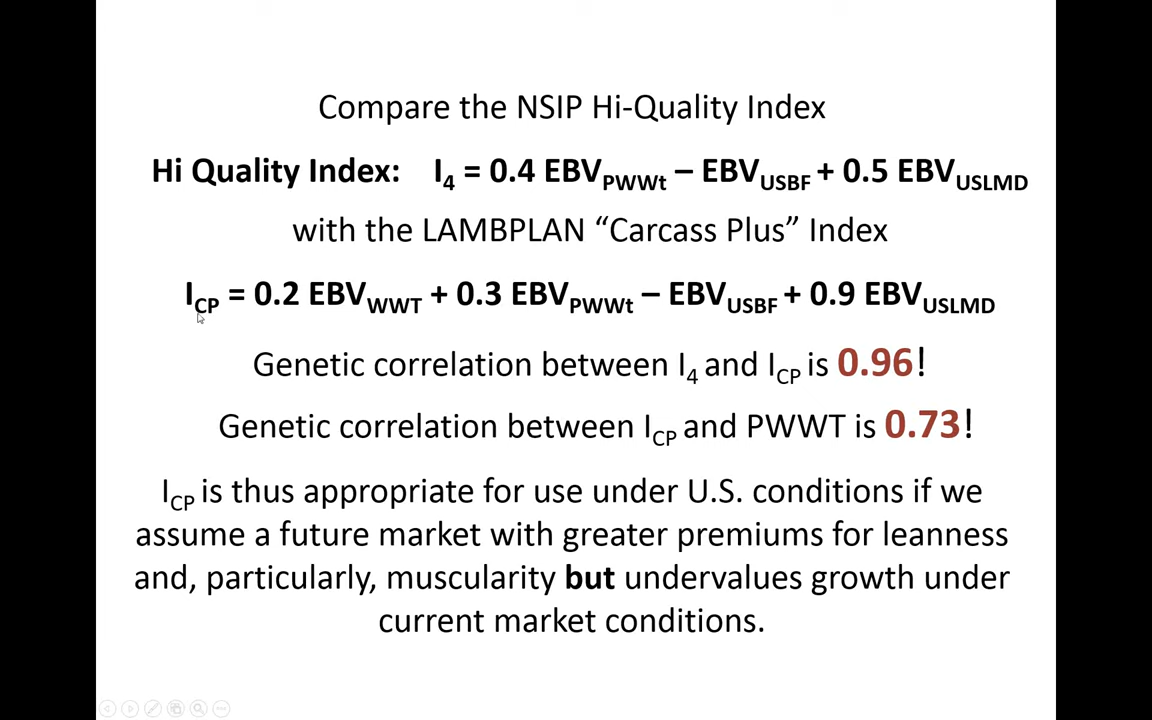 Compare the NSIP Hi-Quality Index
Hi Quality Index: I4 = 0.4 EBVPWWt – EBVUSBF + 0.5 EBVUSLMD
with the LAMBPLAN “Carcass Plus” Index
ICP = 0.2 EBVWWT + 0.3 EBVPWWt – EBVUSBF + 0.9 EBVUSLMD
Genetic correlation between I4 and ICP is 0.96!
Genetic correlation between ICP and PWWT is 0.73!
ICP is thus appropriate for use under U.S. conditions if we
assume a future market with greater premiums for leanness
and, particularly, muscularity but undervalues growth under
current market conditions.